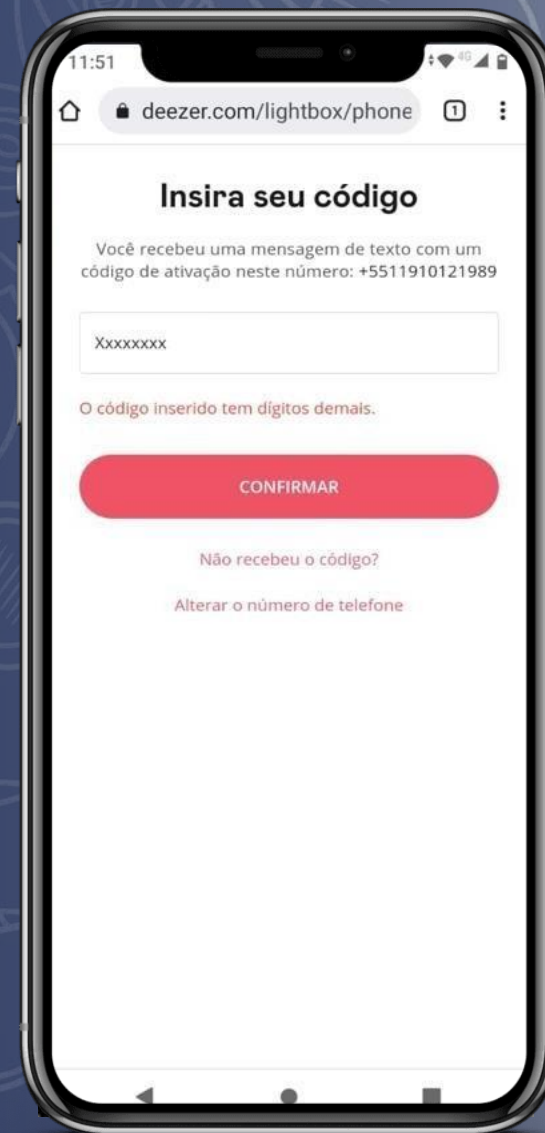 11:51
4G
deezer.com/lightbox/phone
1
Insira seu código
Você recebeu uma mensagem de texto com um
código de ativação neste número: +5511910121989
Xxxxxxxx
O código inserido tem dígitos demais.
CONFIRMAR
Não recebeu o código?
Alterar o número de telefone